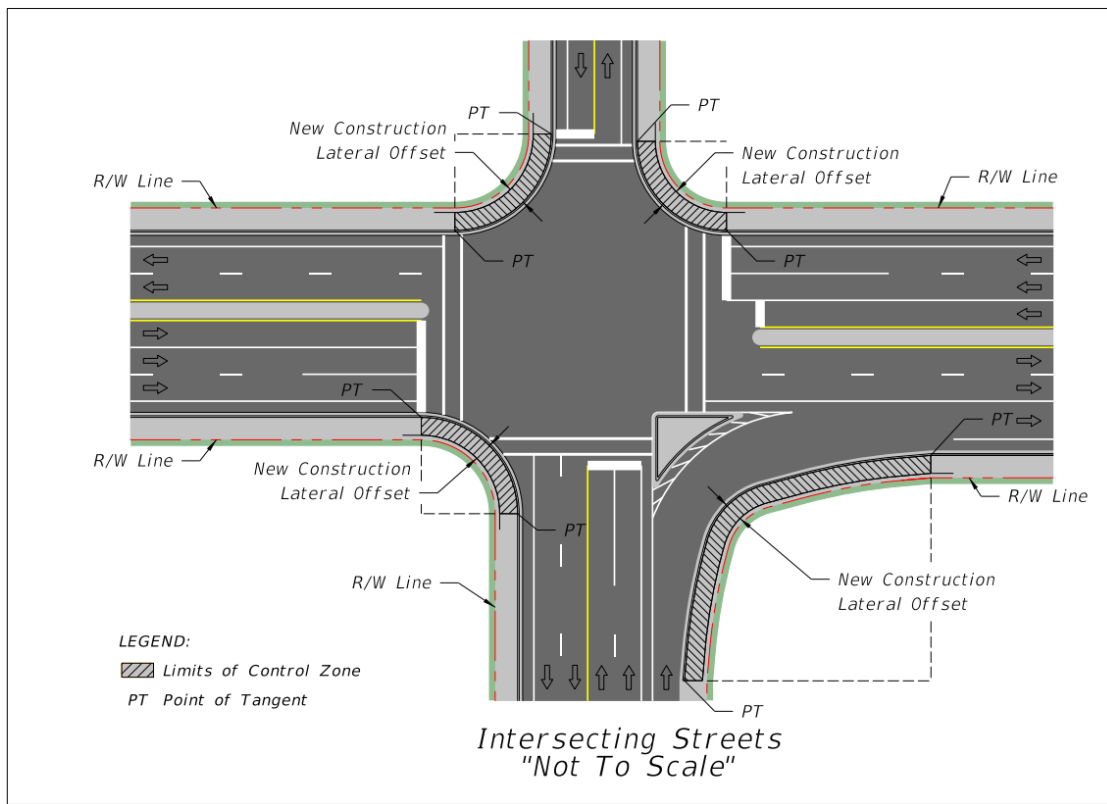 PT
PT
New Construction
Lateral Offset
New Construction
Lateral Offset
R/W Line
R/W Line
PT
PT
PT
PT
R/W Line
New Construction
Lateral Offset
R/W Line
PT
R/W Line
New Construction
Lateral Offset
LEGEND:
Limits of Control Zone
PT Point of Tangent
PT
Intersecting Streets
"Not To Scale"